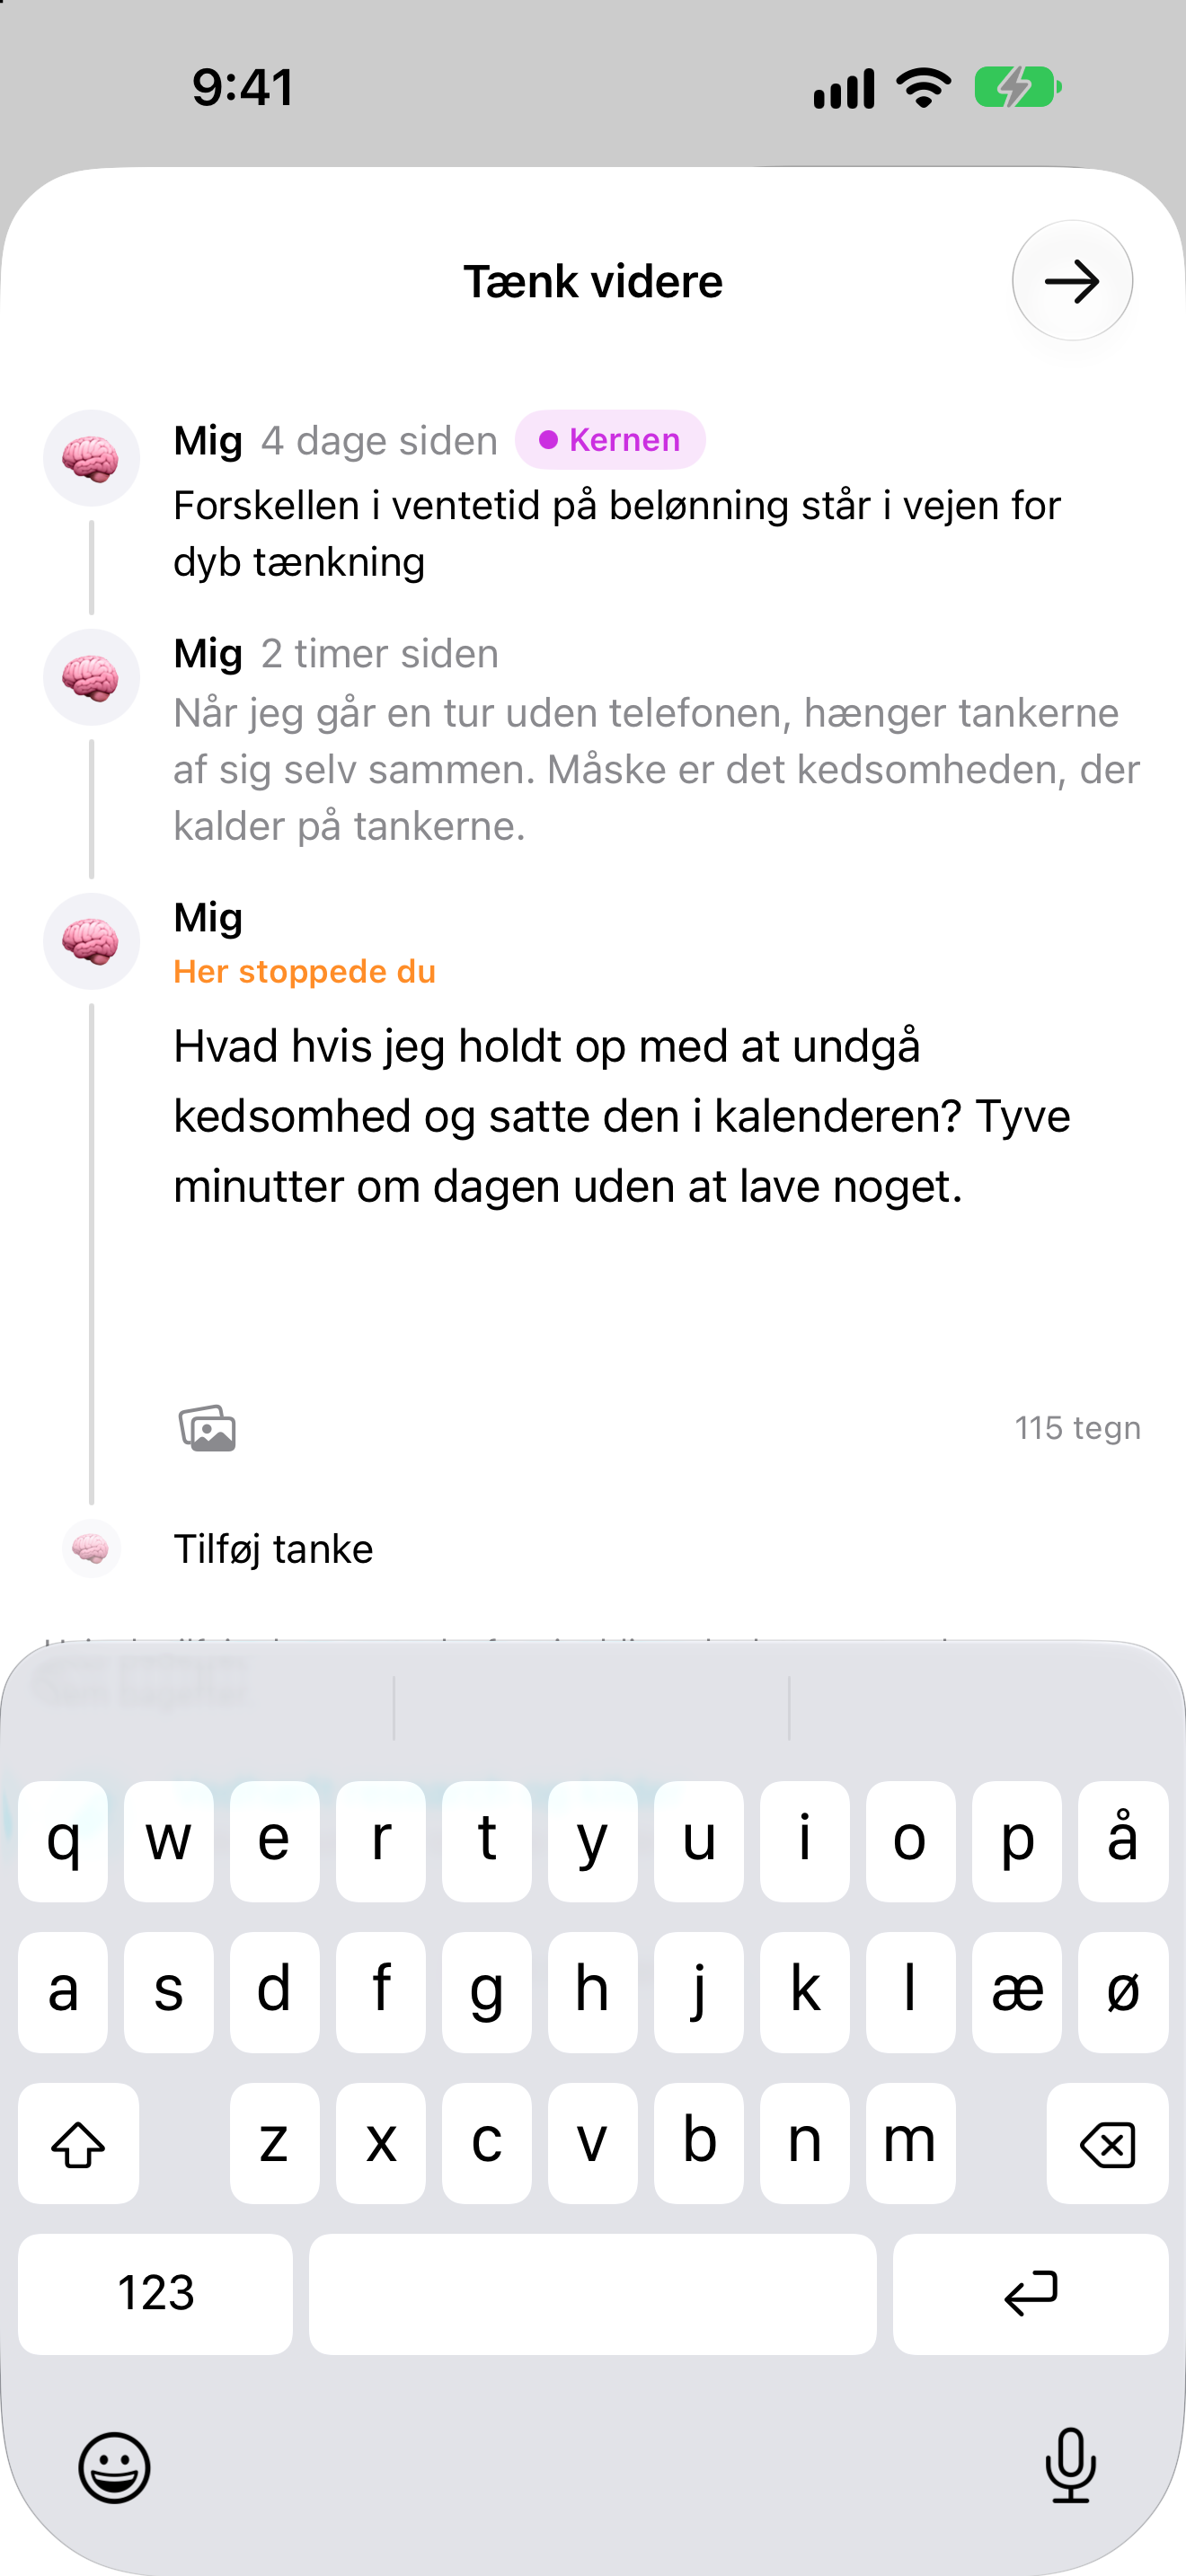 9:41
Tænk videre
Mig 4 dage siden Kernen
Forskellen i ventetid på belønning står i vejen for
dyb tænkning
Mig 2 timer siden
Når jeg går en tur uden telefonen, hænger tankerne
af sig selv sammen. Måske er det kedsomheden, der
kalder på tankerne.
Mig
Her stoppede du
Hvad hvis jeg holdt op med at undgå
kedsomhed og satte den i kalenderen? Tyve
minutter om dagen uden at lave noget.
115 tegn
Tilføj tanke
q w e r t y u i o p å
a s d f g h j k l æ ø
z x c v b n m
123